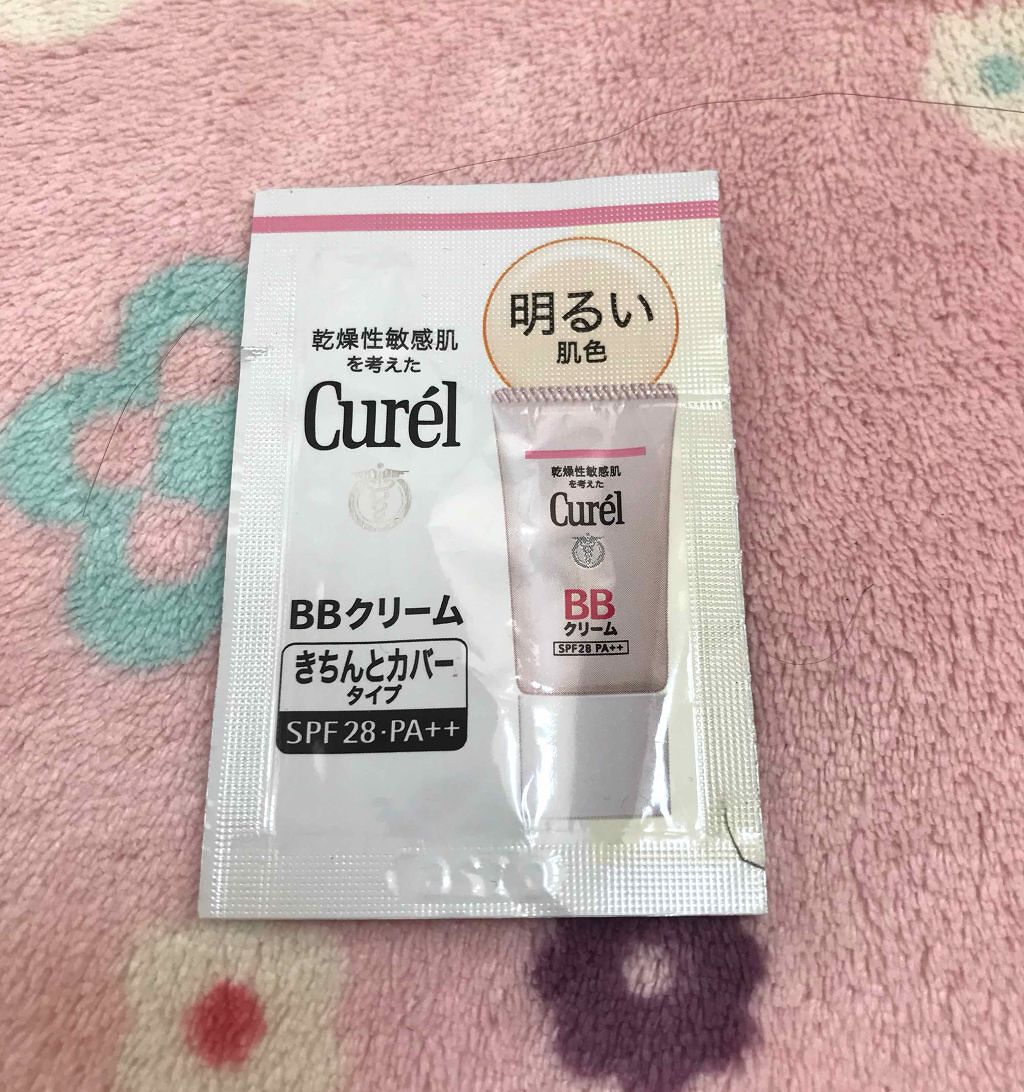 明るい
肌色
乾燥性敏感肌
を考えた
Curél
BBクリーム
きちんとカバー
タイプ
SPF28・PA++
乾燥性敏感肌
を考えた
Curél
BB
クリーム
SPF28 PA++